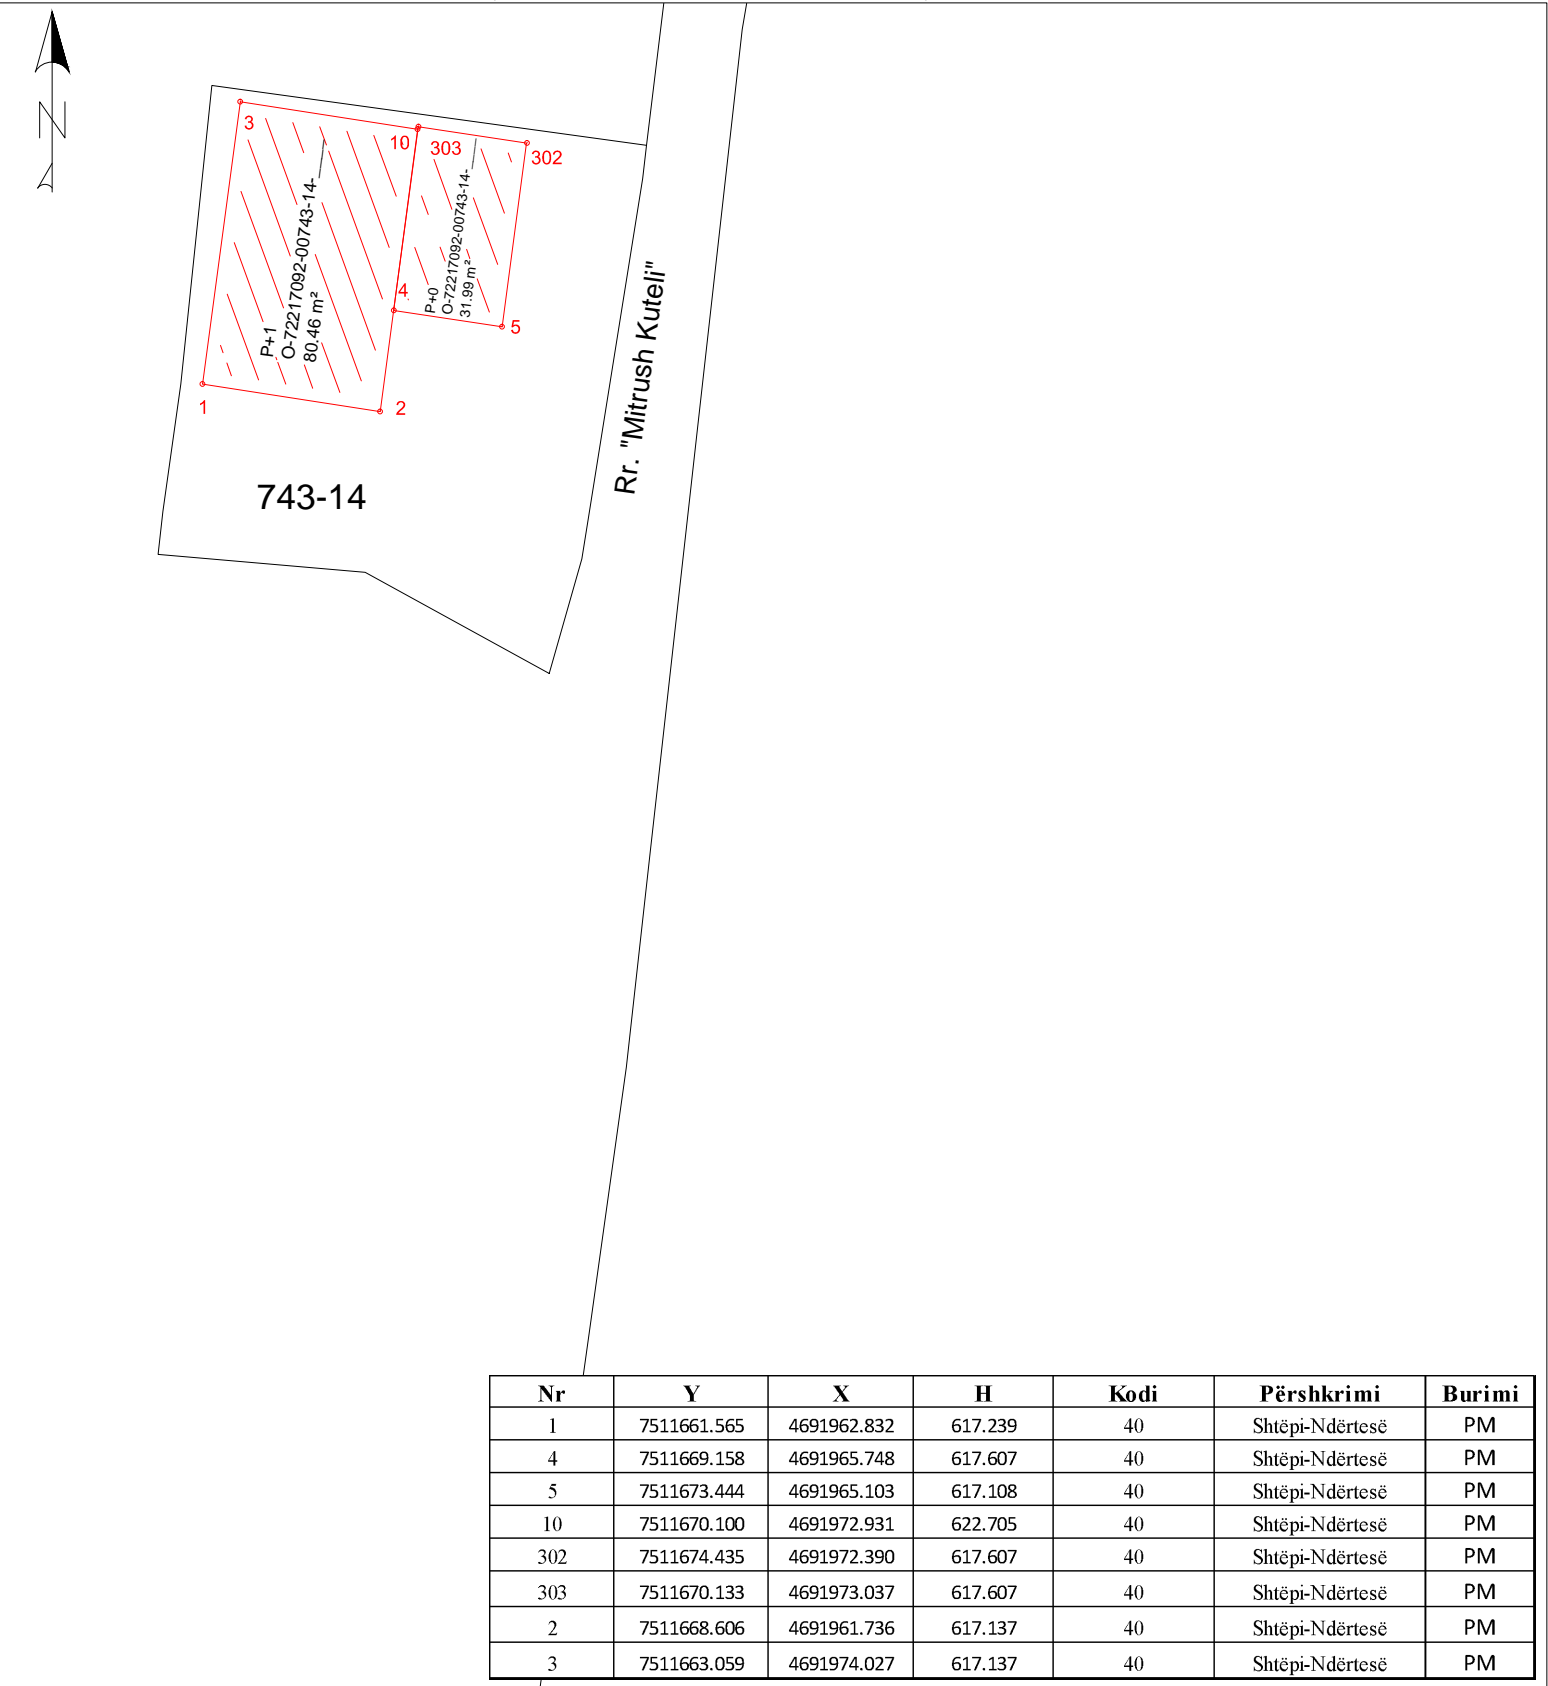 N
3
10
303
302
P+1
O-72217092-00743-14-
80.46 m²
P+0
O-72217092-00743-14-
31.99 m²
4
5
1
2
Rr. "Mitrush Kuteli"
743-14
Nr Y X H Kodi Përshkrimi Burimi
1 7511661.565 4691962.832 617.239 40 Shtëpi-Ndërtesë PM
4 7511669.158 4691965.748 617.607 40 Shtëpi-Ndërtesë PM
5 7511673.444 4691965.103 617.108 40 Shtëpi-Ndërtesë PM
10 7511670.100 4691972.931 622.705 40 Shtëpi-Ndërtesë PM
302 7511674.435 4691972.390 617.607 40 Shtëpi-Ndërtesë PM
303 7511670.133 4691973.037 617.607 40 Shtëpi-Ndërtesë PM
2 7511668.606 4691961.736 617.137 40 Shtëpi-Ndërtesë PM
3 7511663.059 4691974.027 617.137 40 Shtëpi-Ndërtesë PM